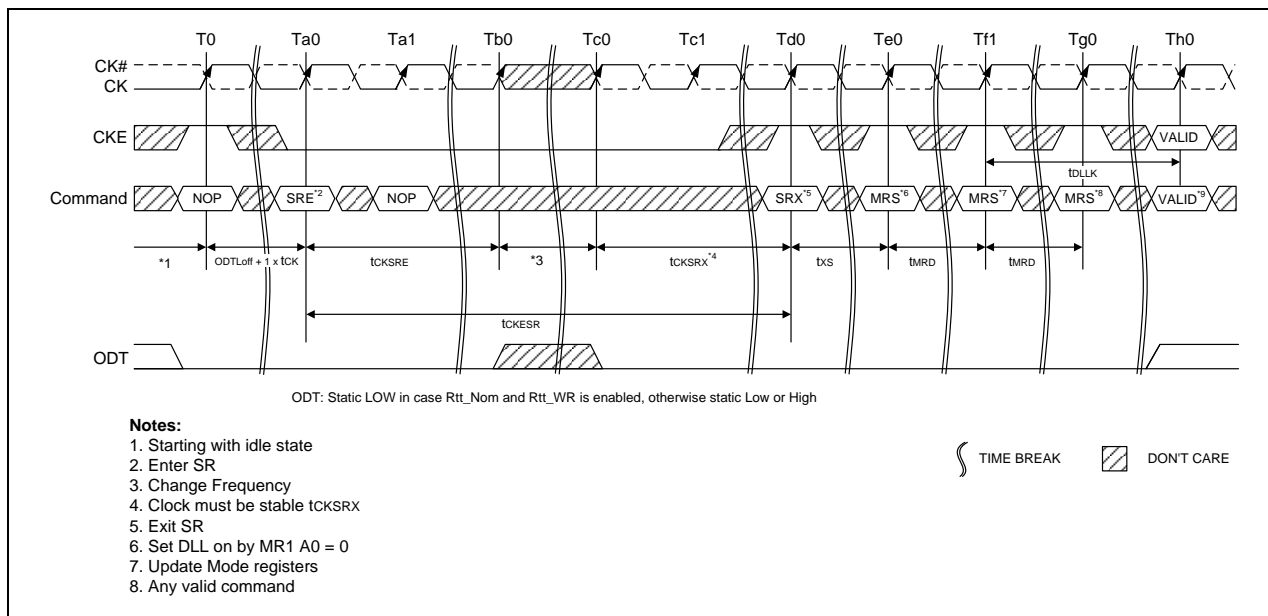 T0 Ta0 Ta1 Tb0 Tc0 Tc1 Td0 Te0 Tf1 Tg0 Th0
CK#
CK
CKE
VALID
tDLLK
Command
NOP SRE*2 NOP SRX*5 MRS*6 MRS*7 MRS*8 VALID*9
*1 ODTLoff + 1 x tCK tCKSRE *3 tCKSRX*4 tXS tMRD tMRD
tCKESR
ODT
ODT: Static LOW in case Rtt_Nom and Rtt_WR is enabled, otherwise static Low or High
Notes:
1. Starting with idle state
2. Enter SR
3. Change Frequency
4. Clock must be stable tCKSRX
5. Exit SR
6. Set DLL on by MR1 A0 = 0
7. Update Mode registers
8. Any valid command
TIME BREAK
DON'T CARE